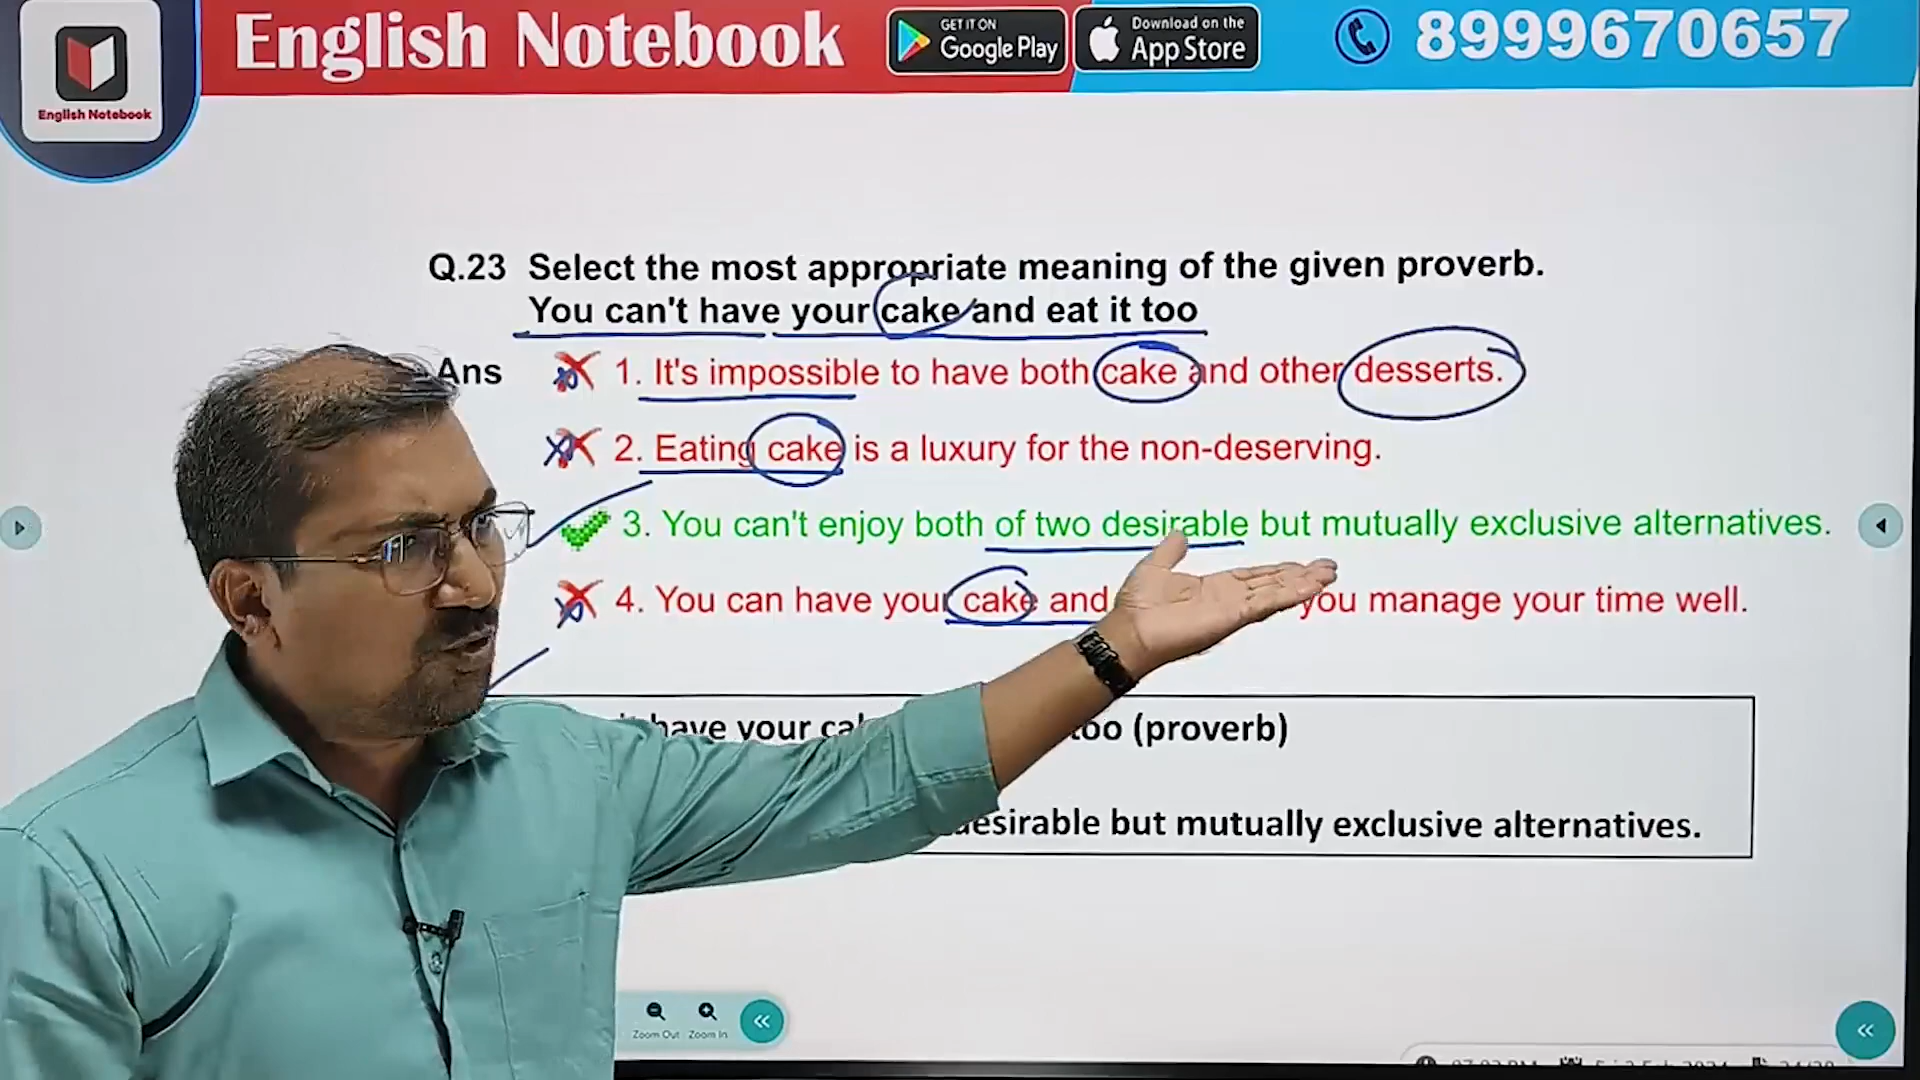 English Notebook
GET IT ON
Google Play
Download on the
App Store
8999670657
English Notebook
Q.23 Select the most appropriate meaning of the given proverb.
You can't have your cake and eat it too
Ans
1. It's impossible to have both cake and other desserts.
2. Eating cake is a luxury for the non-deserving.
3. You can't enjoy both of two desirable but mutually exclusive alternatives.
4. You can have your cake and you manage your time well.
have your too (proverb)
desirable but mutually exclusive alternatives.
Zoom Out Zoom In